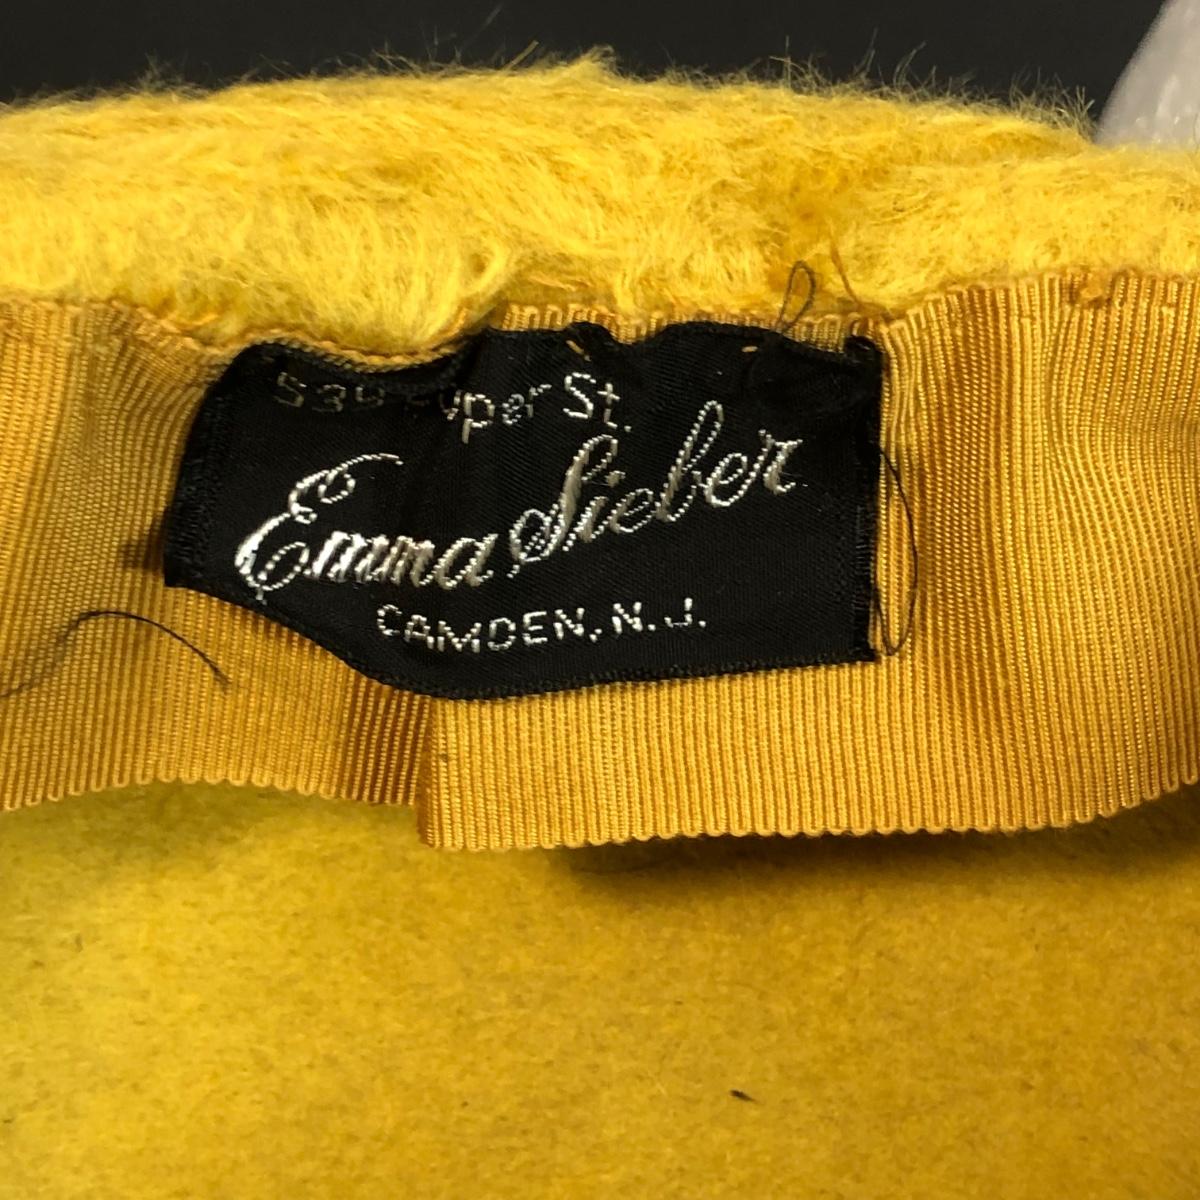 539 St.
Emma Sieber
CAMDEN, N.J.